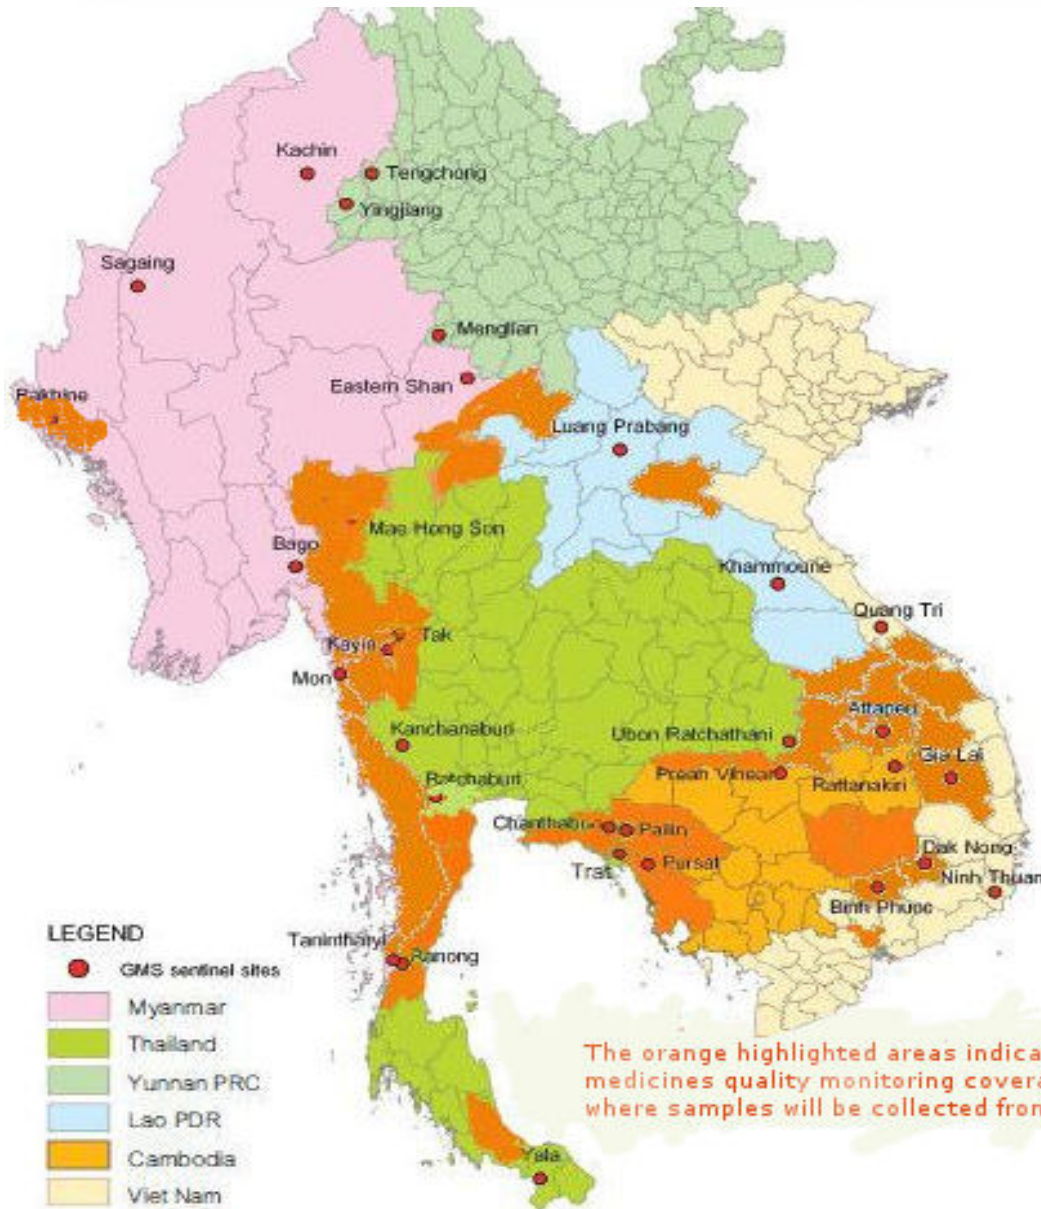 Kachin
Tengchong
Yingjiang
Sagaing
Menglian
Eastern Shan
Rakhine
Luang Prabang
Mae Hong Son
Bago
Khammoune
Quang Tri
Tak
Kayin
Mon
Attapeu
Kanchanaburi
Ubon Ratchathani
Gia Lai
Preah Vihear
Rattanakiri
Ratchaburi
Chanthaburi
Pailin
Dak Nong
Trat
Pursat
Ninh Thuan
Binh Phuoc
LEGEND
Taninthaiyi
Ranong
GMS sentinel sites
Myanmar
Thailand
The orange highlighted areas indica
Yunnan PRC
medicines quality monitoring covera
Lao PDR
where samples will be collected from
Cambodia
Yala
Viet Nam